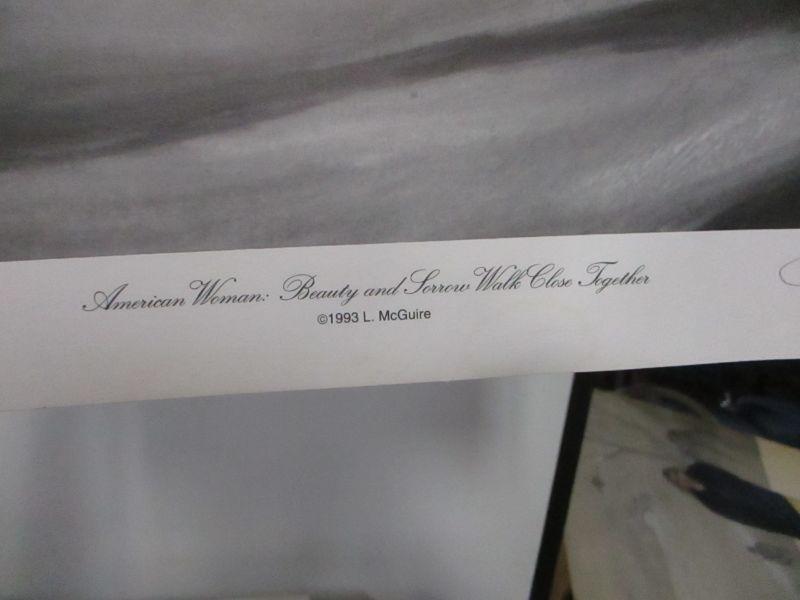 American Woman: Beauty and Sorrow Walk Close Together
©1993 L. McGuire